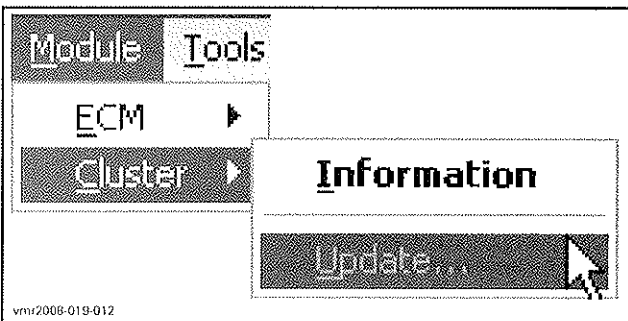 Module Tools
ECM
Cluster
Information
Update...
vmr2008-019-012